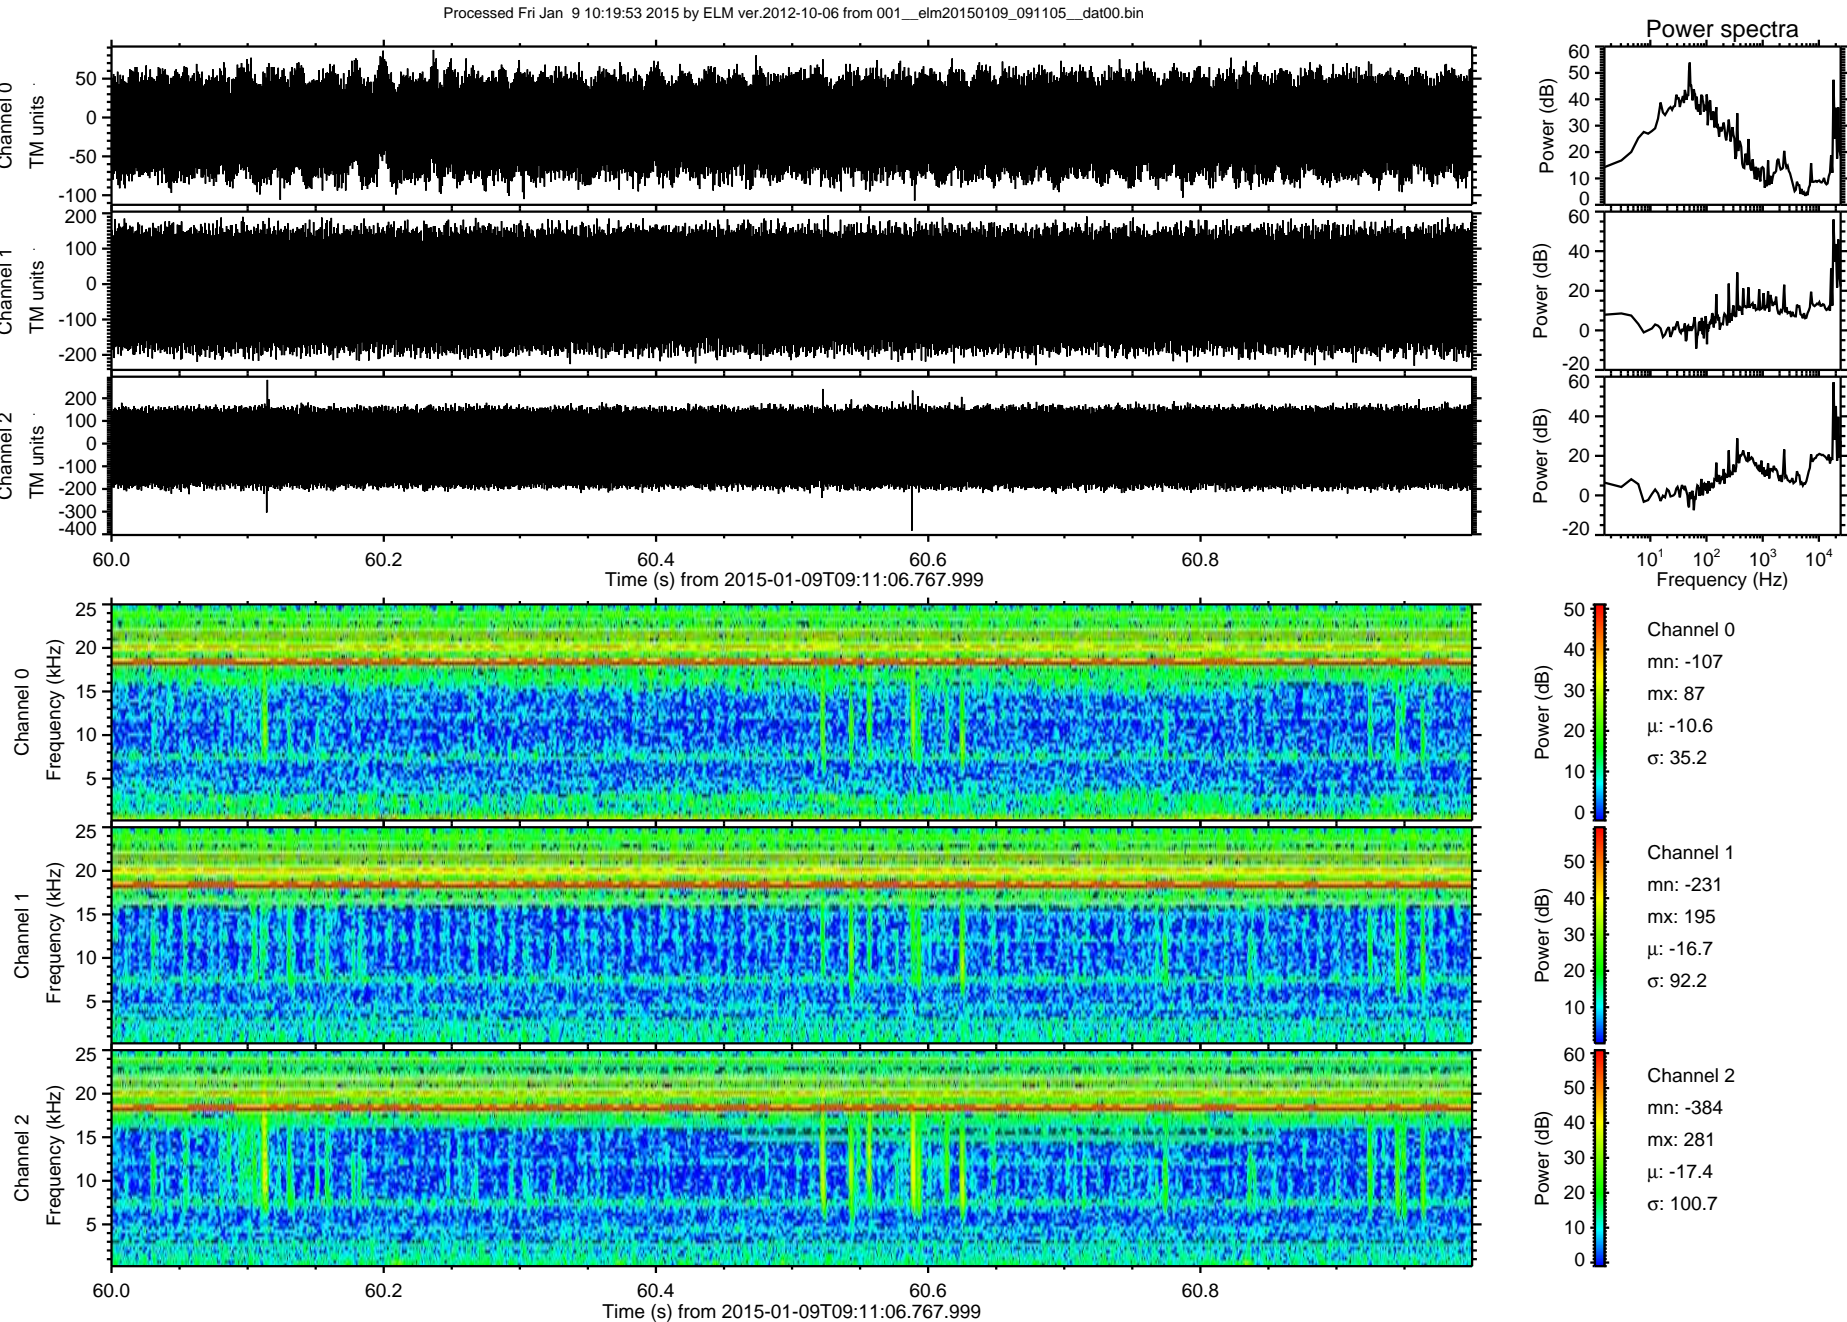 Processed Fri Jan  9 10:19:53 2015 by ELM ver.2012-10-06 from 001__elm20150109_091105__dat00.bin
Power spectra
Channel 0
TM units
50
0
-50
-100
Power (dB)
60
50
40
30
20
10
0
Channel 1
TM units
200
100
0
-100
-200
Power (dB)
60
40
20
0
-20
Channel 2
TM units
200
100
0
-100
-200
-300
-400
Power (dB)
60
40
20
0
-20
60.0 60.2 60.4 60.6 60.8
Time (s) from 2015-01-09T09:11:06.767.999
10^1 10^2 10^3 10^4
Frequency (Hz)
Channel 0
Frequency (kHz)
25
20
15
10
5
Power (dB)
50
40
30
20
10
0
Channel 0
mn: -107
mx: 87
μ: -10.6
σ: 35.2
Channel 1
Frequency (kHz)
25
20
15
10
5
Power (dB)
50
40
30
20
10
Channel 1
mn: -231
mx: 195
μ: -16.7
σ: 92.2
Channel 2
Frequency (kHz)
25
20
15
10
5
Power (dB)
60
50
40
30
20
10
0
Channel 2
mn: -384
mx: 281
μ: -17.4
σ: 100.7
60.0 60.2 60.4 60.6 60.8
Time (s) from 2015-01-09T09:11:06.767.999